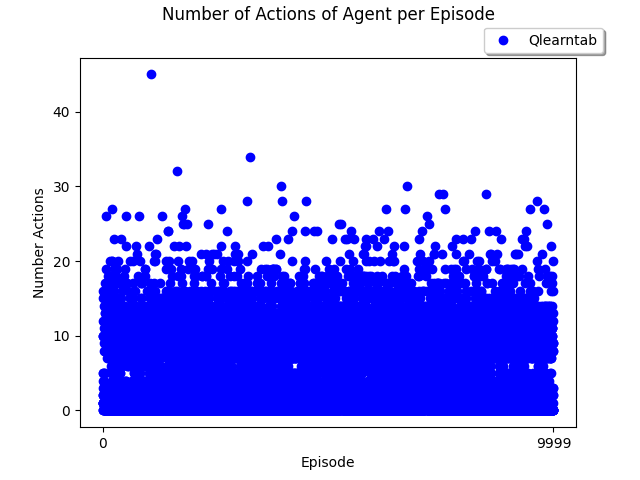 Number of Actions of Agent per Episode
Qlearntab
Number Actions
40
30
20
10
0
0
9999
Episode